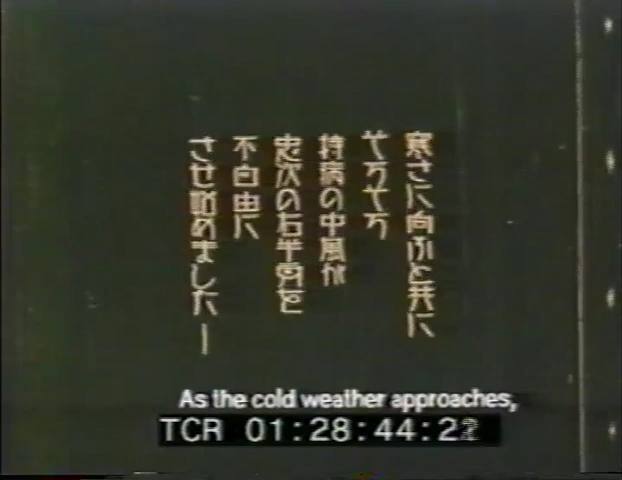 寒さに向ふと共に
そろそろ
持病の中風が
忠次の右半身を
不自由に
させ始めましたー
As the cold weather approaches,
TCR 01:28:44:22